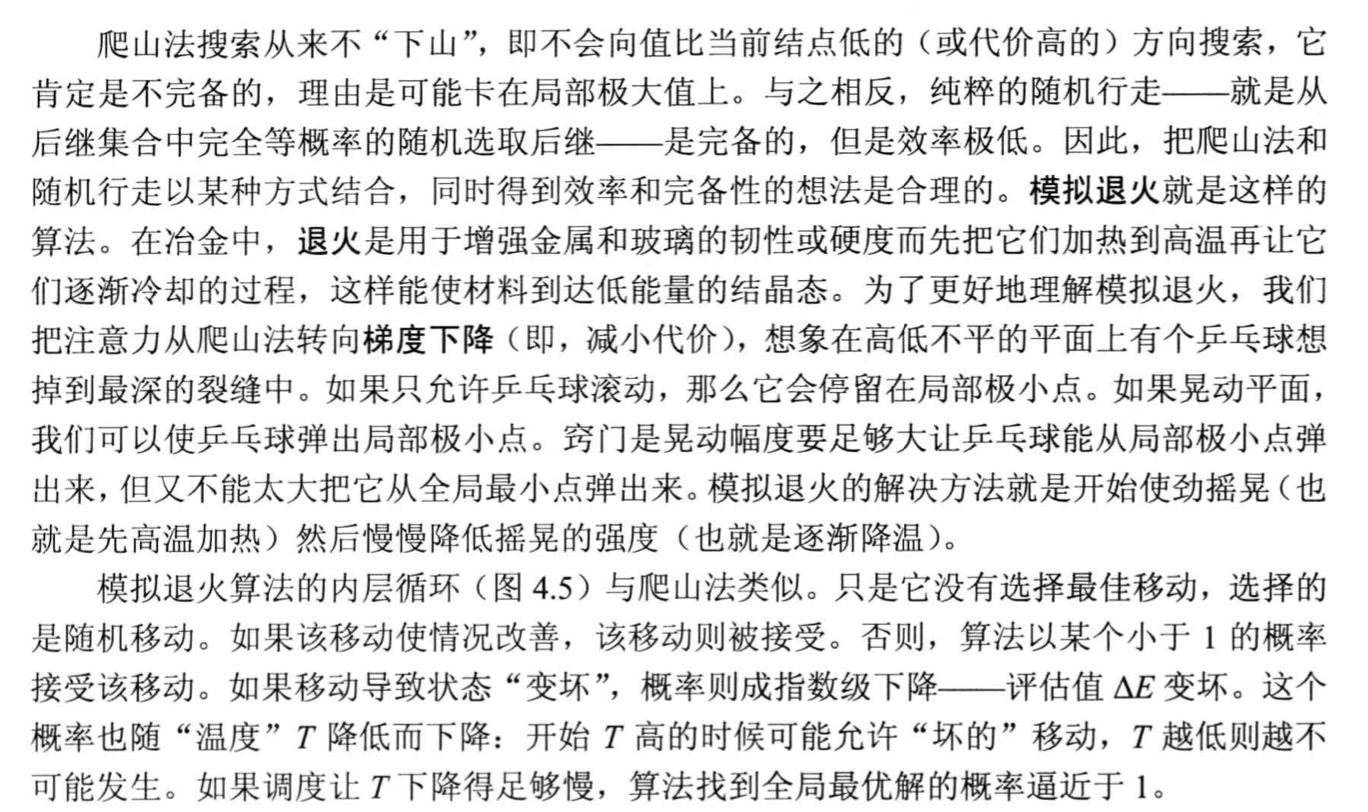 爬山法搜索从来不“下山”，即不会向值比当前结点低的（或代价高的）方向搜索，它
肯定是不完备的，理由是可能卡在局部极大值上。与之相反，纯粹的随机行走——就是从
后继集合中完全等概率的随机选取后继——是完备的，但是效率极低。因此，把爬山法和
随机行走以某种方式结合，同时得到效率和完备性的想法是合理的。模拟退火就是这样的
算法。在冶金中，退火是用于增强金属和玻璃的韧性或硬度而先把它们加热到高温再让它
们逐渐冷却的过程，这样能使材料到达低能量的结晶态。为了更好地理解模拟退火，我们
把注意力从爬山法转向梯度下降（即，减小代价），想象在高低不平的平面上有个乒乓球想
掉到最深的裂缝中。如果只允许乒乓球滚动，那么它会停留在局部极小点。如果晃动平面，
我们可以使乒乓球弹出局部极小点。窍门是晃动幅度要足够大让乒乓球能从局部极小点弹
出来，但又不能太大把它从全局最小点弹出来。模拟退火的解决方法就是开始使劲摇晃（也
就是先高温加热）然后慢慢降低摇晃的强度（也就是逐渐降温）。
模拟退火算法的内层循环（图 4.5）与爬山法类似。只是它没有选择最佳移动，选择的
是随机移动。如果该移动使情况改善，该移动则被接受。否则，算法以某个小于 1 的概率
接受该移动。如果移动导致状态“变坏”，概率则成指数级下降——评估值 ΔE 变坏。这个
概率也随“温度”T 降低而下降：开始 T 高的时候可能允许“坏的”移动，T 越低则越不
可能发生。如果调度让 T 下降得足够慢，算法找到全局最优解的概率逼近于 1。